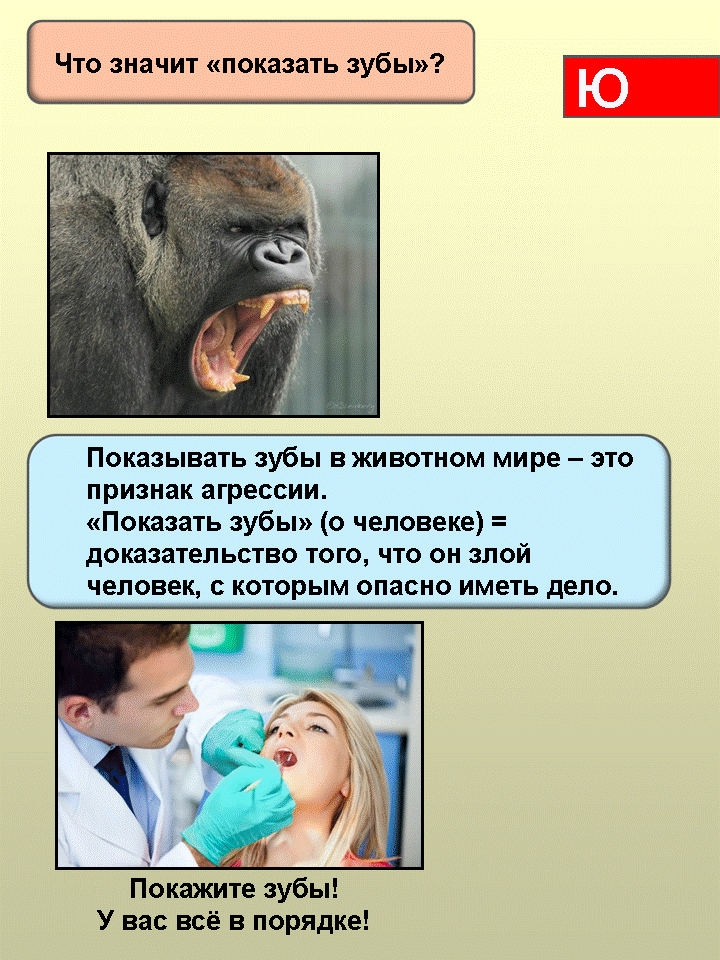 Что значит «показать зубы»?
Ю
Показывать зубы в животном мире – это
признак агрессии.
«Показать зубы» (о человеке) =
доказательство того, что он злой
человек, с которым опасно иметь дело.
Покажите зубы!
У вас всё в порядке!